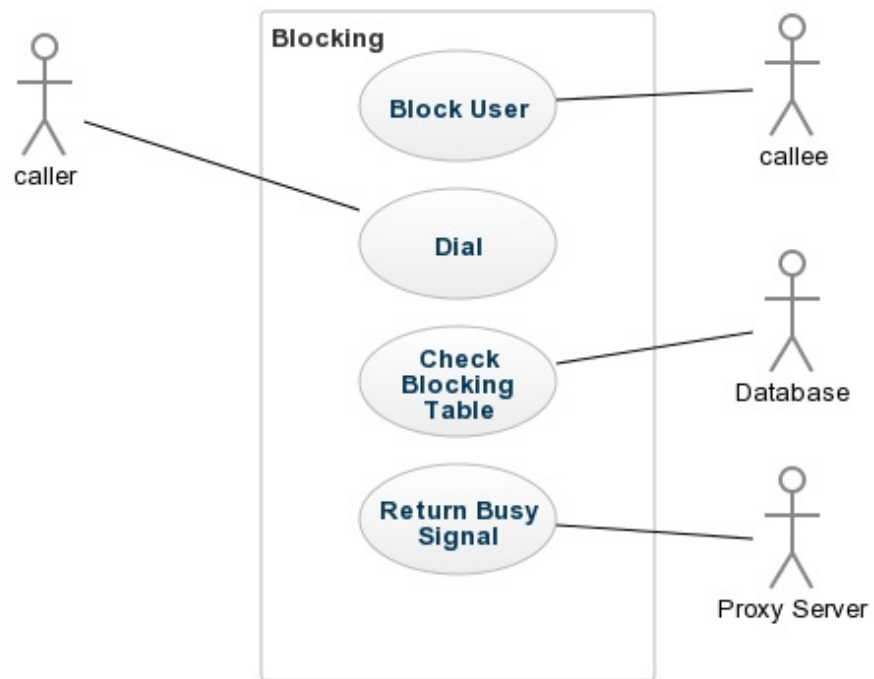 Blocking
Block User
caller
callee
Dial
Check
Blocking
Table
Database
Return Busy
Signal
Proxy Server